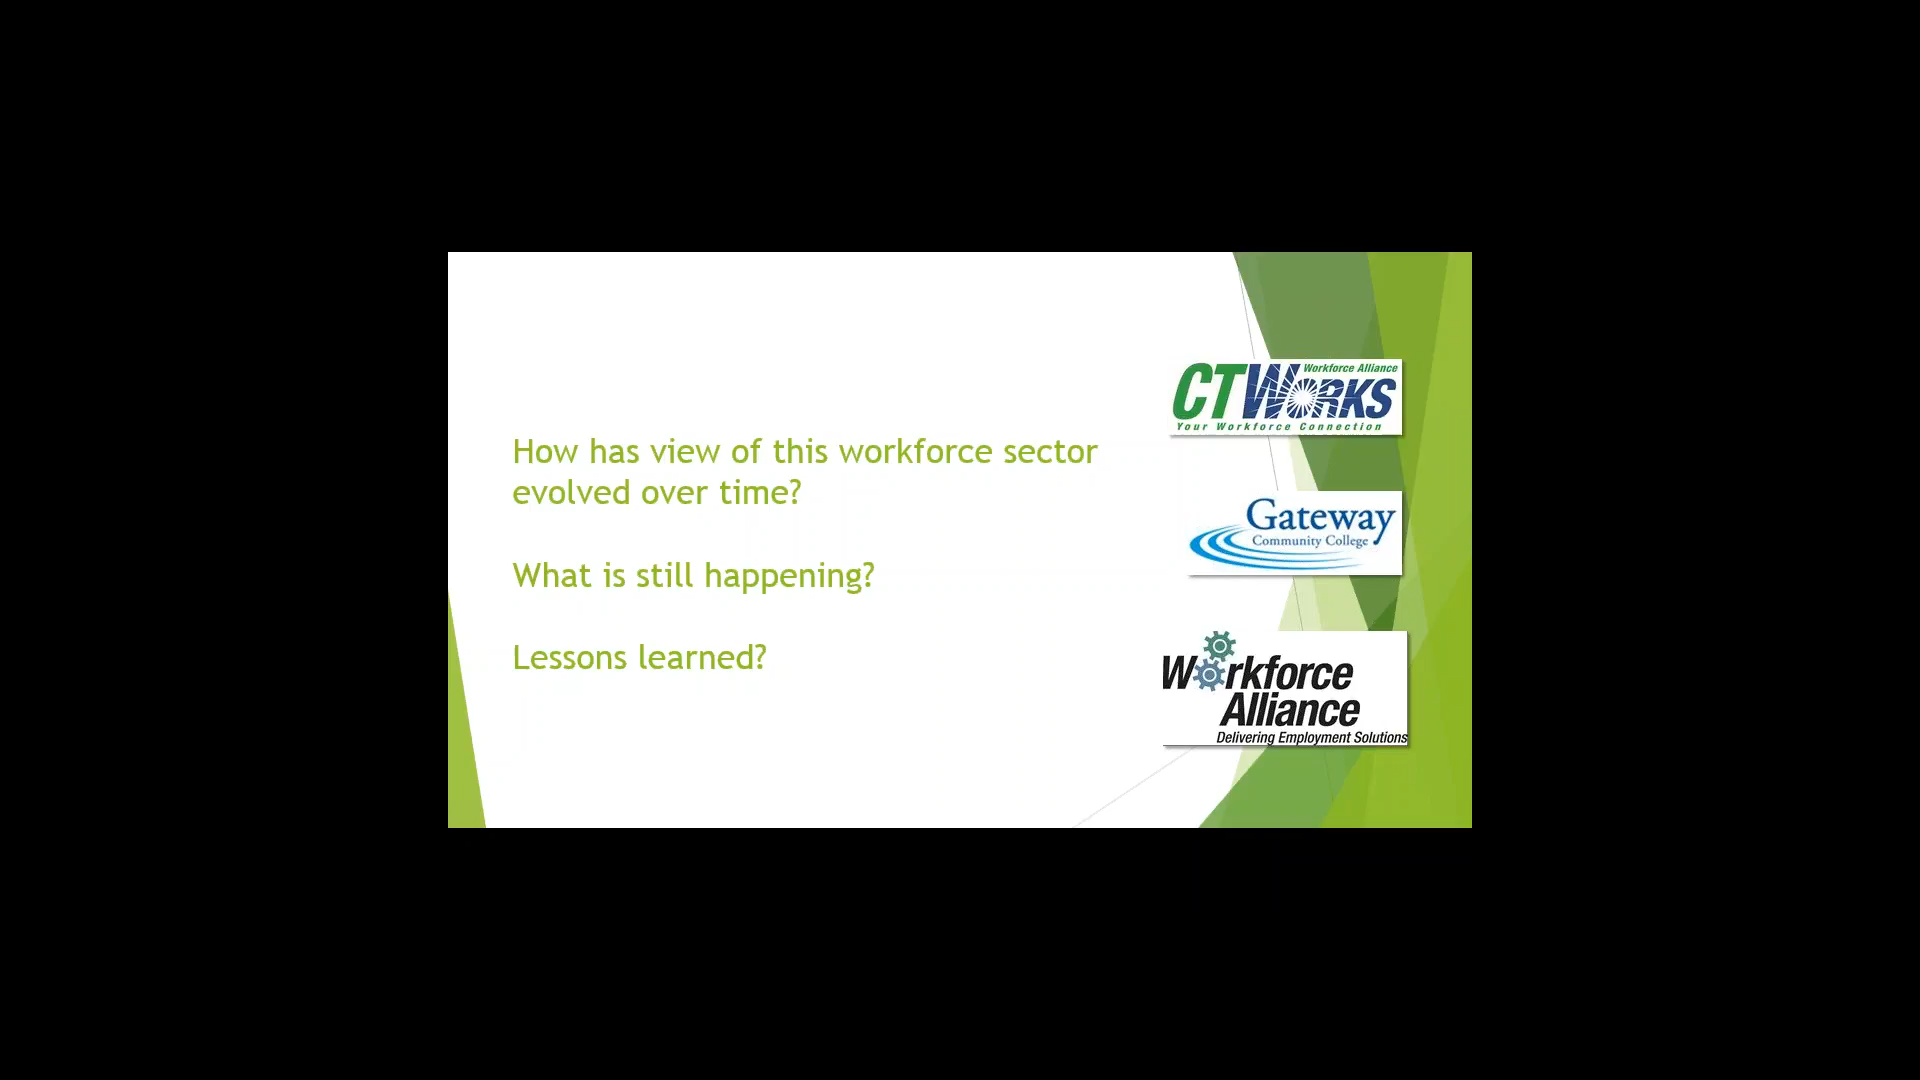 How has view of this workforce sector
evolved over time?
What is still happening?
Lessons learned?
Workforce Alliance
CTWorks
Your Workforce Connection
Gateway
Community College
Workforce
Alliance
Delivering Employment Solutions